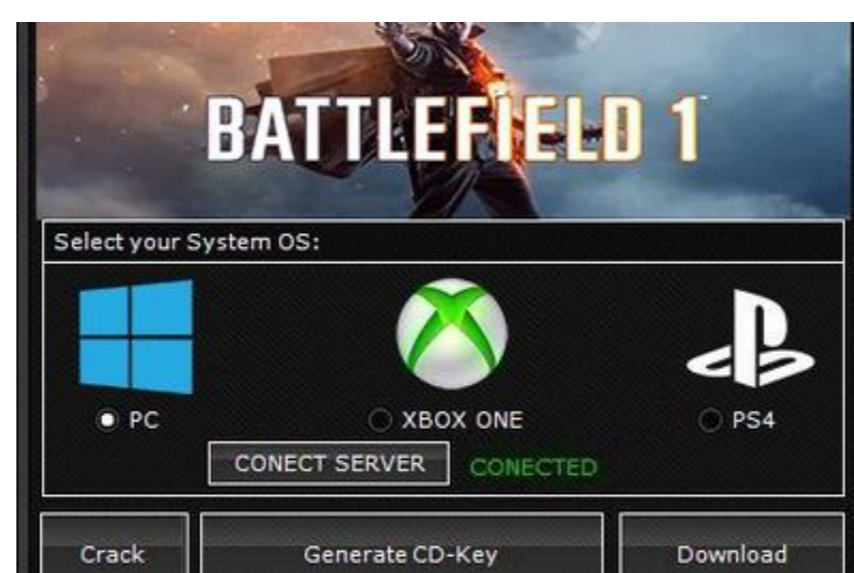 BATTLEFIELD 1
Select your System OS:
PC XBOX ONE PS4
CONECT SERVER CONECTED
Crack Generate CD-Key Download